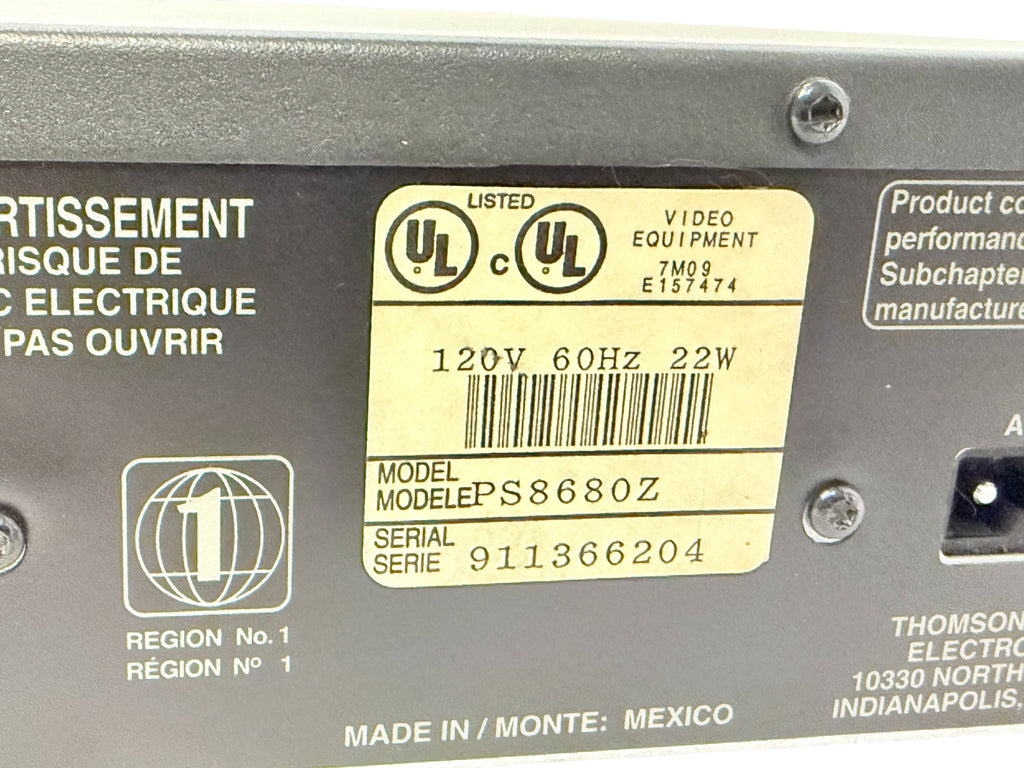 RTISSEMENT
RISQUE DE
C ELECTRIQUE
PAS OUVRIR
1
REGION No. 1
RÉGION Nº 1
LISTED
UL
C
UL
VIDEO
EQUIPMENT
7M09
E157474
120V 60Hz 22W
MODEL
MODELE PS8680Z
SERIAL
SERIE 911366204
MADE IN / MONTE: MEXICO
Product co
performanc
Subchapter
manufacture
A
THOMSON
ELECTRO
10330 NORTH
INDIANAPOLIS,